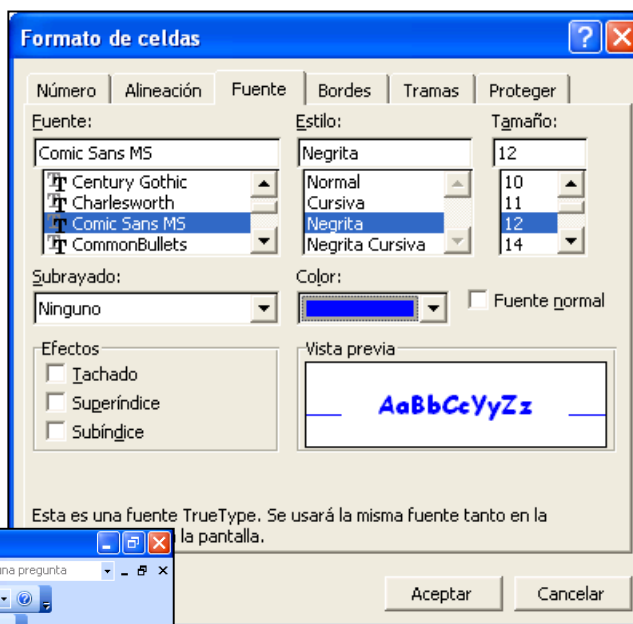 Formato de celdas
Número Alineación Fuente Bordes Tramas Proteger
Fuente: Estilo: Tamaño:
Comic Sans MS Negrita 12
Century Gothic Normal 10
Charlesworth Cursiva 11
Comic Sans MS Negrita 12
CommonBullets Negrita Cursiva 14
Subrayado: Color:
Ninguno Fuente normal
Efectos Vista previa
Tachado
Superíndice AaBbCcYyZz
Subíndice
Esta es una fuente TrueType. Se usará la misma fuente tanto en la
la pantalla.
na pregunta
Aceptar Cancelar